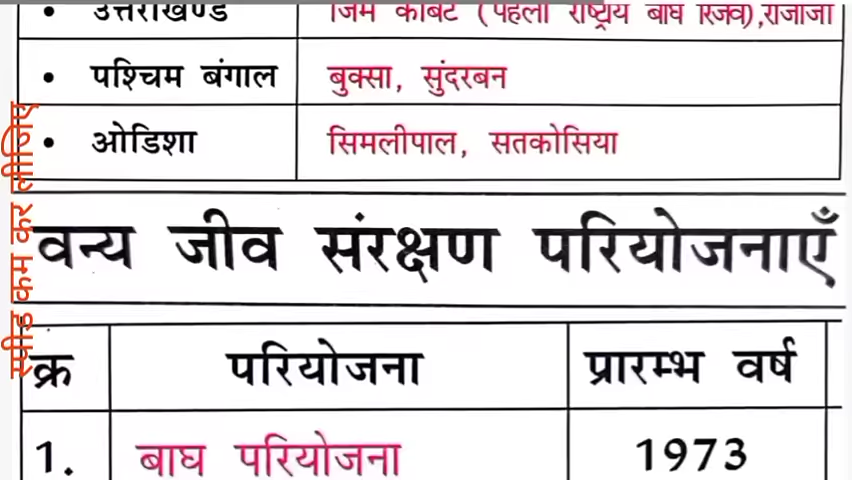 • उत्तराखण्ड जिम कार्बेट (पहला राष्ट्रीय बाघ रिजर्व),राजाजी
• पश्चिम बंगाल बुक्सा, सुंदरबन
• ओडिशा सिमलीपाल, सतकोसिया
स्पीड कम कर लीजिए
वन्य जीव संरक्षण परियोजनाएँ
क्र परियोजना प्रारम्भ वर्ष
1. बाघ परियोजना 1973